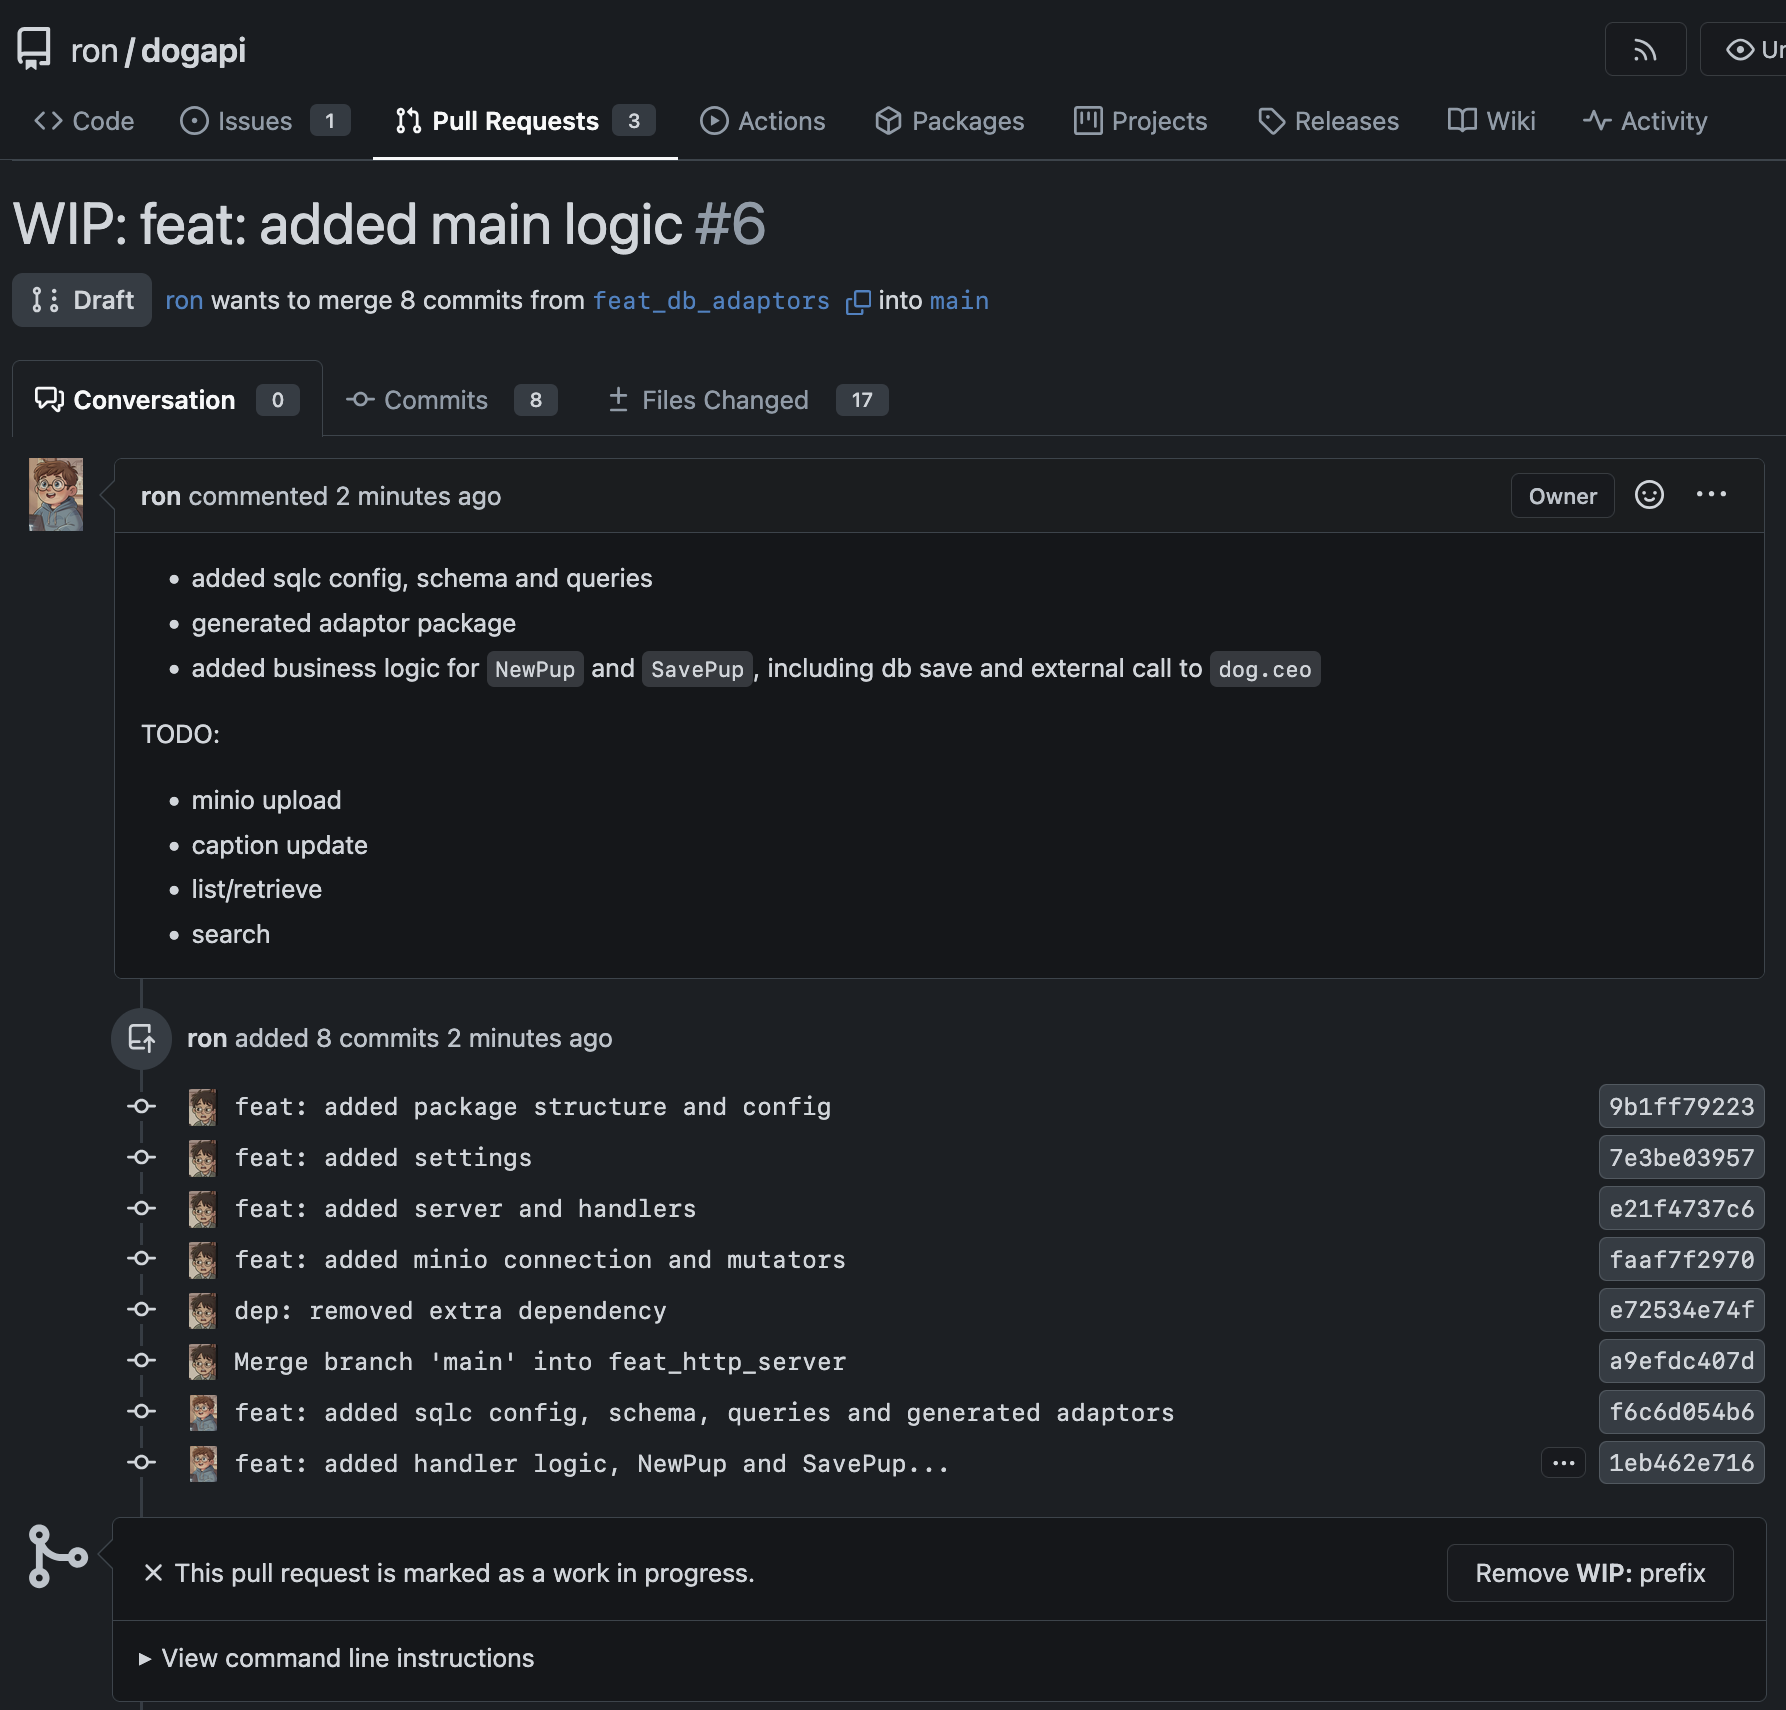 ron / dogapi
Un
Code Issues 1 Pull Requests 3 Actions Packages Projects Releases Wiki Activity
WIP: feat: added main logic #6
Draft ron wants to merge 8 commits from feat_db_adaptors into main
Conversation 0 Commits 8 Files Changed 17
ron commented 2 minutes ago Owner
• added sqlc config, schema and queries
• generated adaptor package
• added business logic for NewPup and SavePup, including db save and external call to dog.ceo
TODO:
• minio upload
• caption update
• list/retrieve
• search
ron added 8 commits 2 minutes ago
feat: added package structure and config 9b1ff79223
feat: added settings 7e3be03957
feat: added server and handlers e21f4737c6
feat: added minio connection and mutators faaf7f2970
dep: removed extra dependency e72534e74f
Merge branch 'main' into feat_http_server a9efdc407d
feat: added sqlc config, schema, queries and generated adaptors f6c6d054b6
feat: added handler logic, NewPup and SavePup... ... 1eb462e716
This pull request is marked as a work in progress. Remove WIP: prefix
View command line instructions